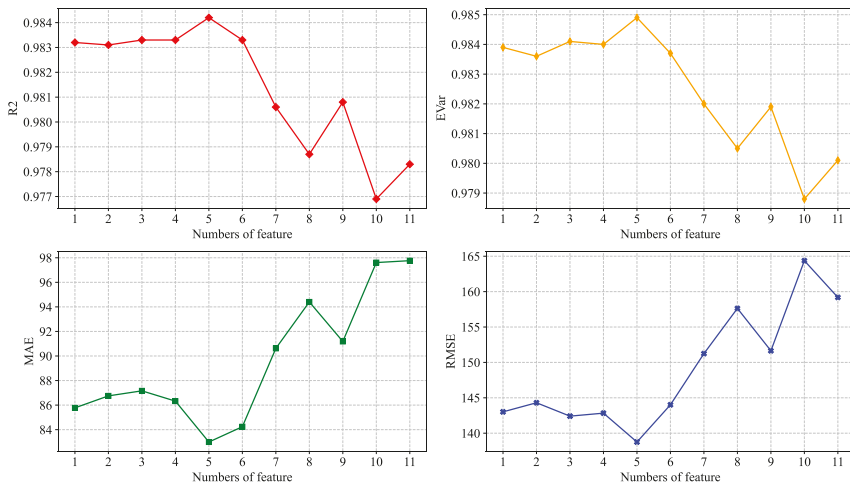 R2
0.984
0.983
0.982
0.981
0.980
0.979
0.978
0.977
1 2 3 4 5 6 7 8 9 10 11
Numbers of feature
EVar
0.985
0.984
0.983
0.982
0.981
0.980
0.979
1 2 3 4 5 6 7 8 9 10 11
Numbers of feature
MAE
98
96
94
92
90
88
86
84
1 2 3 4 5 6 7 8 9 10 11
Numbers of feature
RMSE
165
160
155
150
145
140
1 2 3 4 5 6 7 8 9 10 11
Numbers of feature